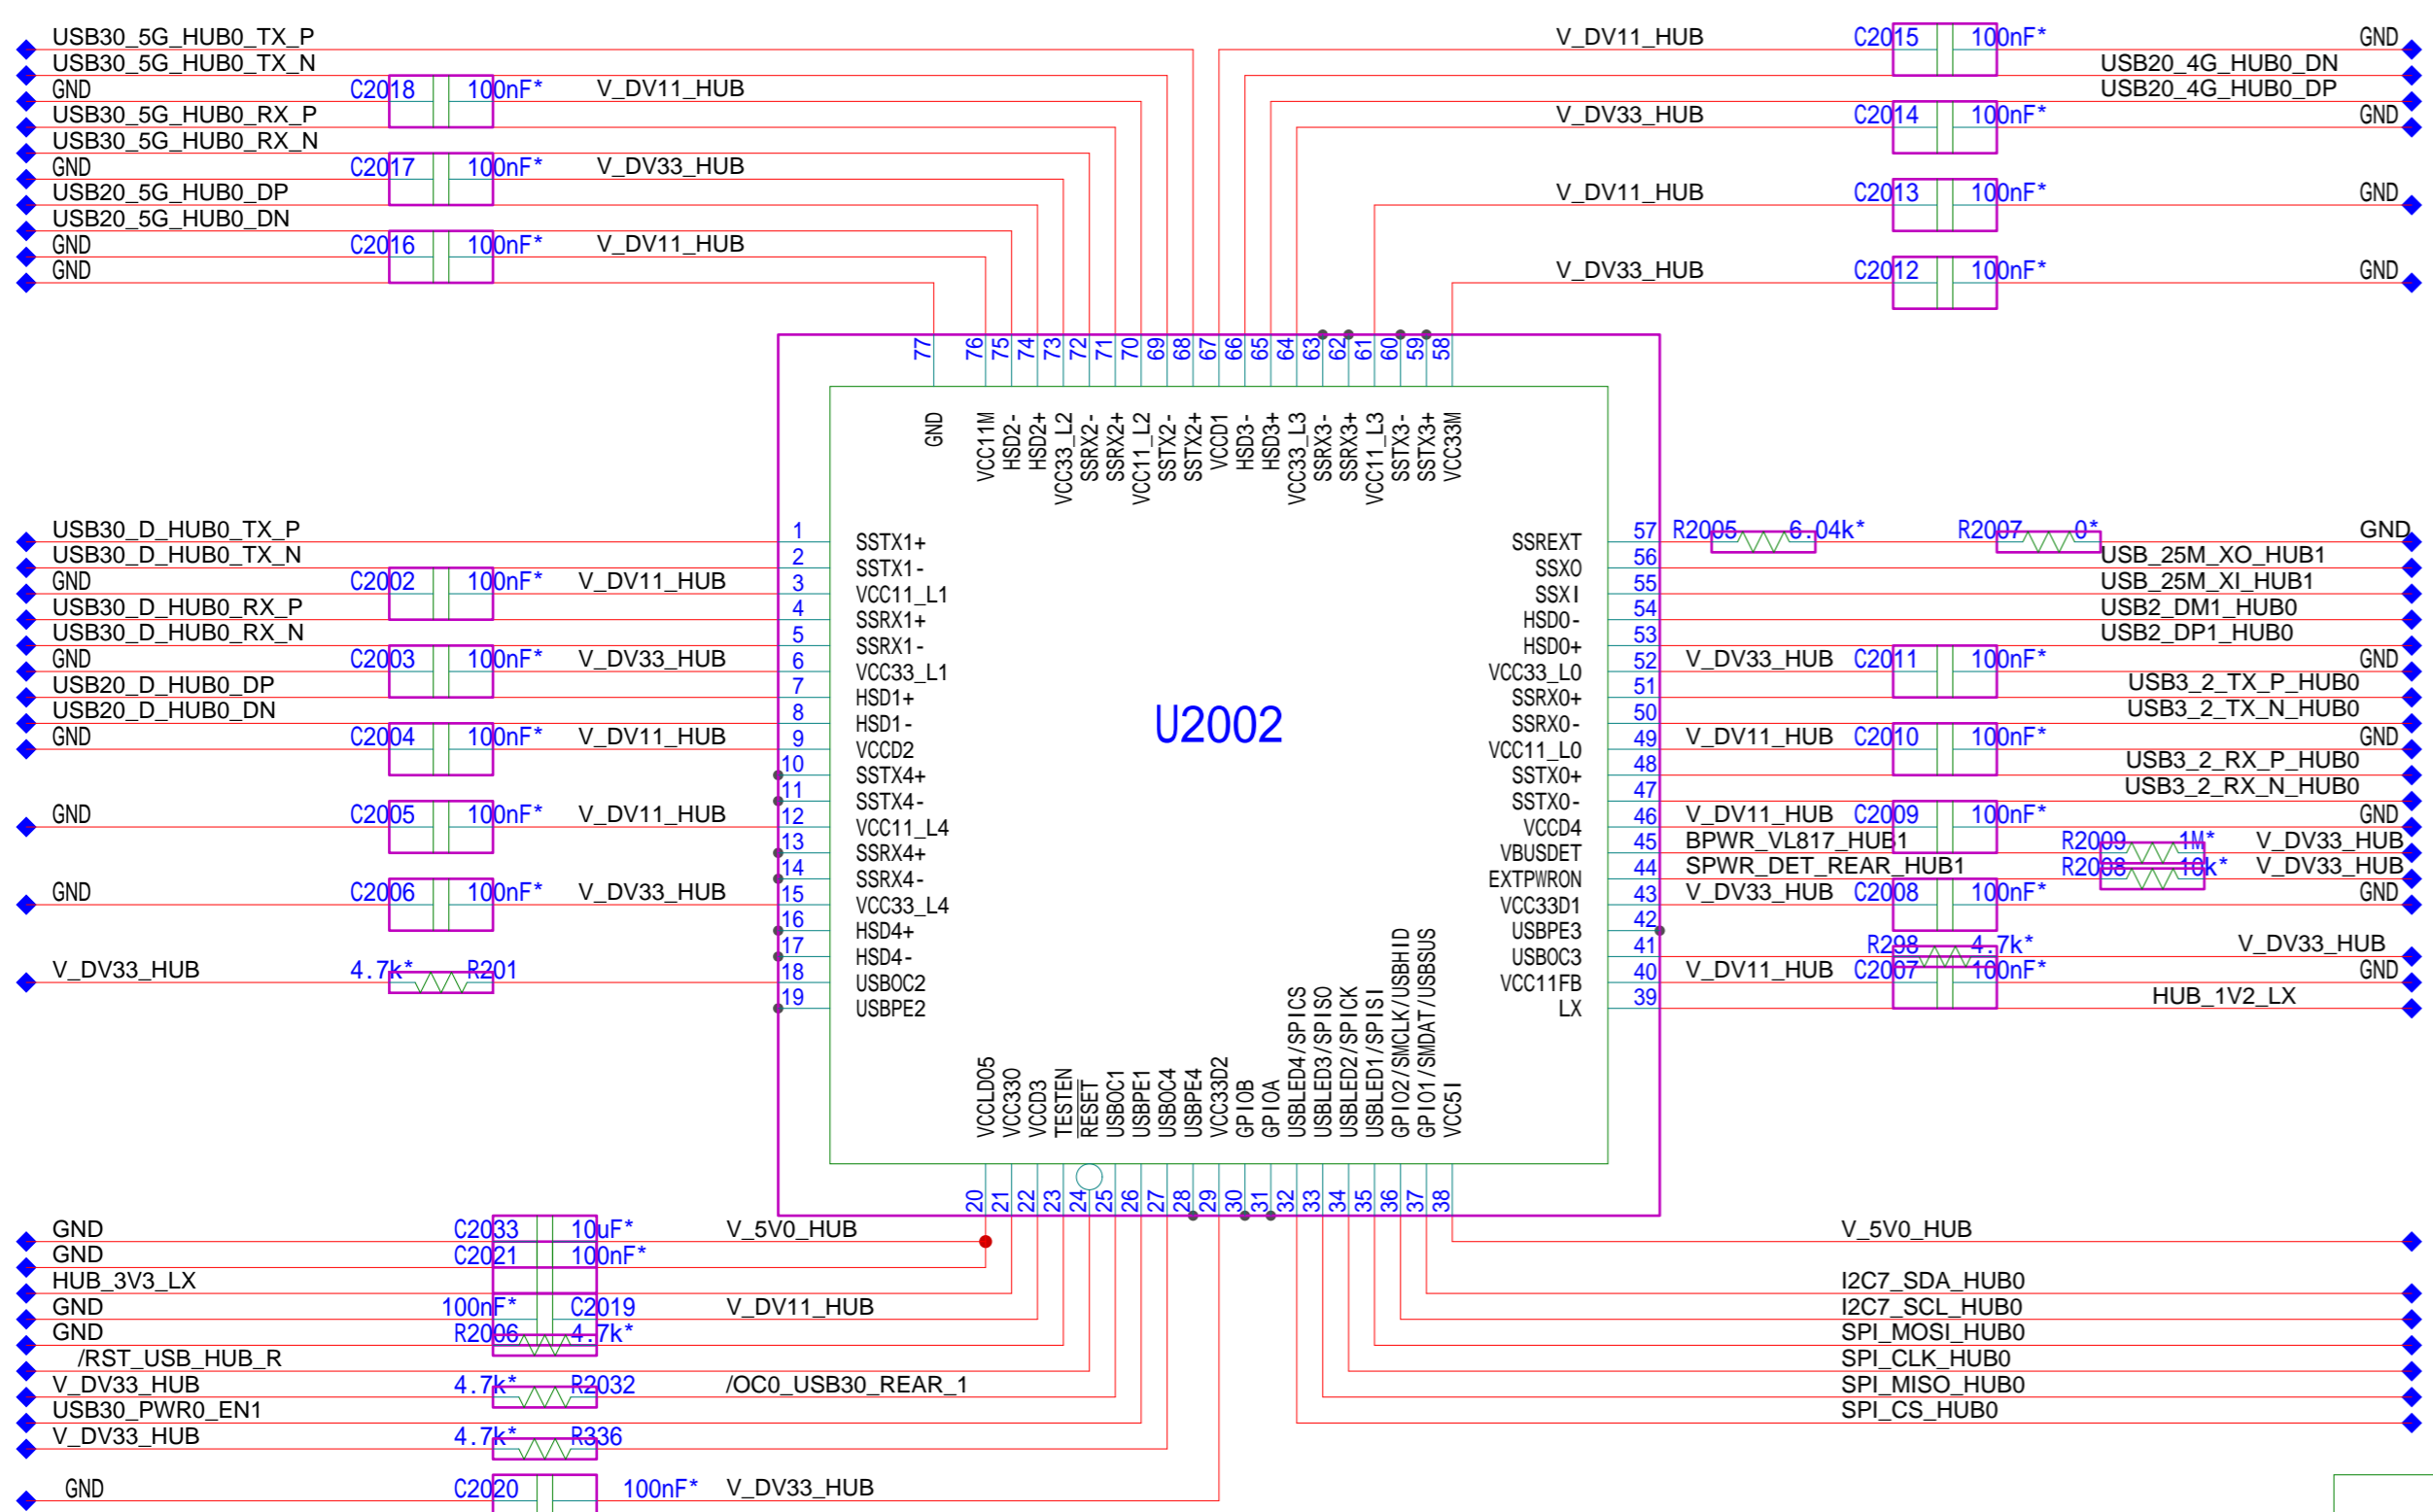 USB30_5G_HUB0_TX_P
V_DV11_HUB C2015 100nF* GND
USB30_5G_HUB0_TX_N
USB20_4G_HUB0_DN
GND C2018 100nF* V_DV11_HUB
USB20_4G_HUB0_DP
USB30_5G_HUB0_RX_P
V_DV33_HUB C2014 100nF* GND
USB30_5G_HUB0_RX_N
GND C2017 100nF* V_DV33_HUB
USB20_5G_HUB0_DP
V_DV11_HUB C2013 100nF* GND
USB20_5G_HUB0_DN
GND C2016 100nF* V_DV11_HUB
GND
V_DV33_HUB C2012 100nF* GND
77 76 75 74 73 72 71 70 69 68 67 66 65 64 63 62 61 60 59 58
GND VCC11M HSD2- HSD2+ VCC33_L2 SSRX2- SSRX2+ VCC11_L2 SSTX2- SSTX2+ VCCD1 HSD3- HSD3+ VCC33_L3 SSRX3- SSRX3+ VCC11_L3 SSTX3- SSTX3+ VCC33M
USB30_D_HUB0_TX_P 1 SSTX1+
USB30_D_HUB0_TX_N 2 SSTX1-
GND C2002 100nF* V_DV11_HUB 3 VCC11_L1
USB30_D_HUB0_RX_P 4 SSRX1+
USB30_D_HUB0_RX_N 5 SSRX1-
GND C2003 100nF* V_DV33_HUB 6 VCC33_L1
USB20_D_HUB0_DP 7 HSD1+
USB20_D_HUB0_DN 8 HSD1-
GND C2004 100nF* V_DV11_HUB 9 VCCD2
10 SSTX4+
11 SSTX4-
GND C2005 100nF* V_DV11_HUB 12 VCC11_L4
13 SSRX4+
14 SSRX4-
GND C2006 100nF* V_DV33_HUB 15 VCC33_L4
16 HSD4+
17 HSD4-
V_DV33_HUB 4.7k* R201 18 USBOC2
19 USBPE2
U2002
SSREXT 57 R2005 6.04k* R2007 0* GND
SSXO 56 USB_25M_XO_HUB1
SSXI 55 USB_25M_XI_HUB1
HSD0- 54 USB2_DM1_HUB0
HSD0+ 53 USB2_DP1_HUB0
VCC33_L0 52 V_DV33_HUB C2011 100nF* GND
SSRX0+ 51 USB3_2_TX_P_HUB0
SSRX0- 50 USB3_2_TX_N_HUB0
VCC11_L0 49 V_DV11_HUB C2010 100nF* GND
SSTX0+ 48 USB3_2_RX_P_HUB0
SSTX0- 47 USB3_2_RX_N_HUB0
VCCD4 46 V_DV11_HUB C2009 100nF* GND
VBUSDET 45 BPWR_VL817_HUB1 R2009 1M* V_DV33_HUB
EXTPWRON 44 SPWR_DET_REAR_HUB1 R2008 10k* V_DV33_HUB
VCC33D1 43 V_DV33_HUB C2008 100nF* GND
USBPE3 42
USBOC3 41 R298 4.7k* V_DV33_HUB
VCC11FB 40 V_DV11_HUB C2007 100nF* GND
LX 39 HUB_1V2_LX
VCCLDO5 VCC33O VCCD3 TESTEN RESET USBOC1 USBPE1 USBOC4 USBPE4 VCC33D2 GPIOB GPIOA USBLED4/SPICS USBLED3/SPISO USBLED2/SPICK USBLED1/SPISI GPIO2/SMCLK/USBHID GPIO1/SMDAT/USBSUS VCC5I
20 21 22 23 24 25 26 27 28 29 30 31 32 33 34 35 36 37 38
GND C2033 10uF* V_5V0_HUB
V_5V0_HUB
GND C2021 100nF*
HUB_3V3_LX
I2C7_SDA_HUB0
GND 100nF* C2019 V_DV11_HUB
I2C7_SCL_HUB0
GND R2006 4.7k*
SPI_MOSI_HUB0
/RST_USB_HUB_R
SPI_CLK_HUB0
V_DV33_HUB 4.7k* R2032 /OC0_USB30_REAR_1
SPI_MISO_HUB0
USB30_PWR0_EN1
SPI_CS_HUB0
V_DV33_HUB 4.7k* R336
GND C2020 100nF* V_DV33_HUB